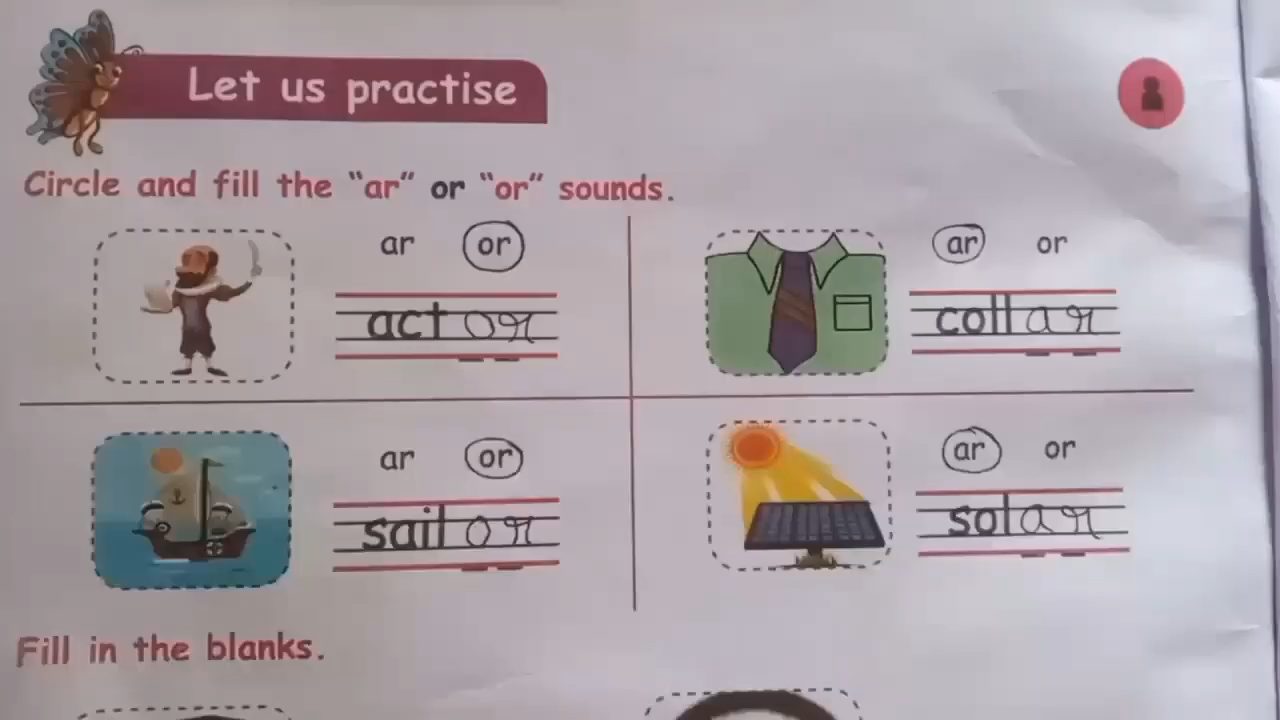 Let us practise
Circle and fill the “ar” or “or” sounds.
ar or
actor
ar or
collar
ar or
sailor
ar or
solar
Fill in the blanks.